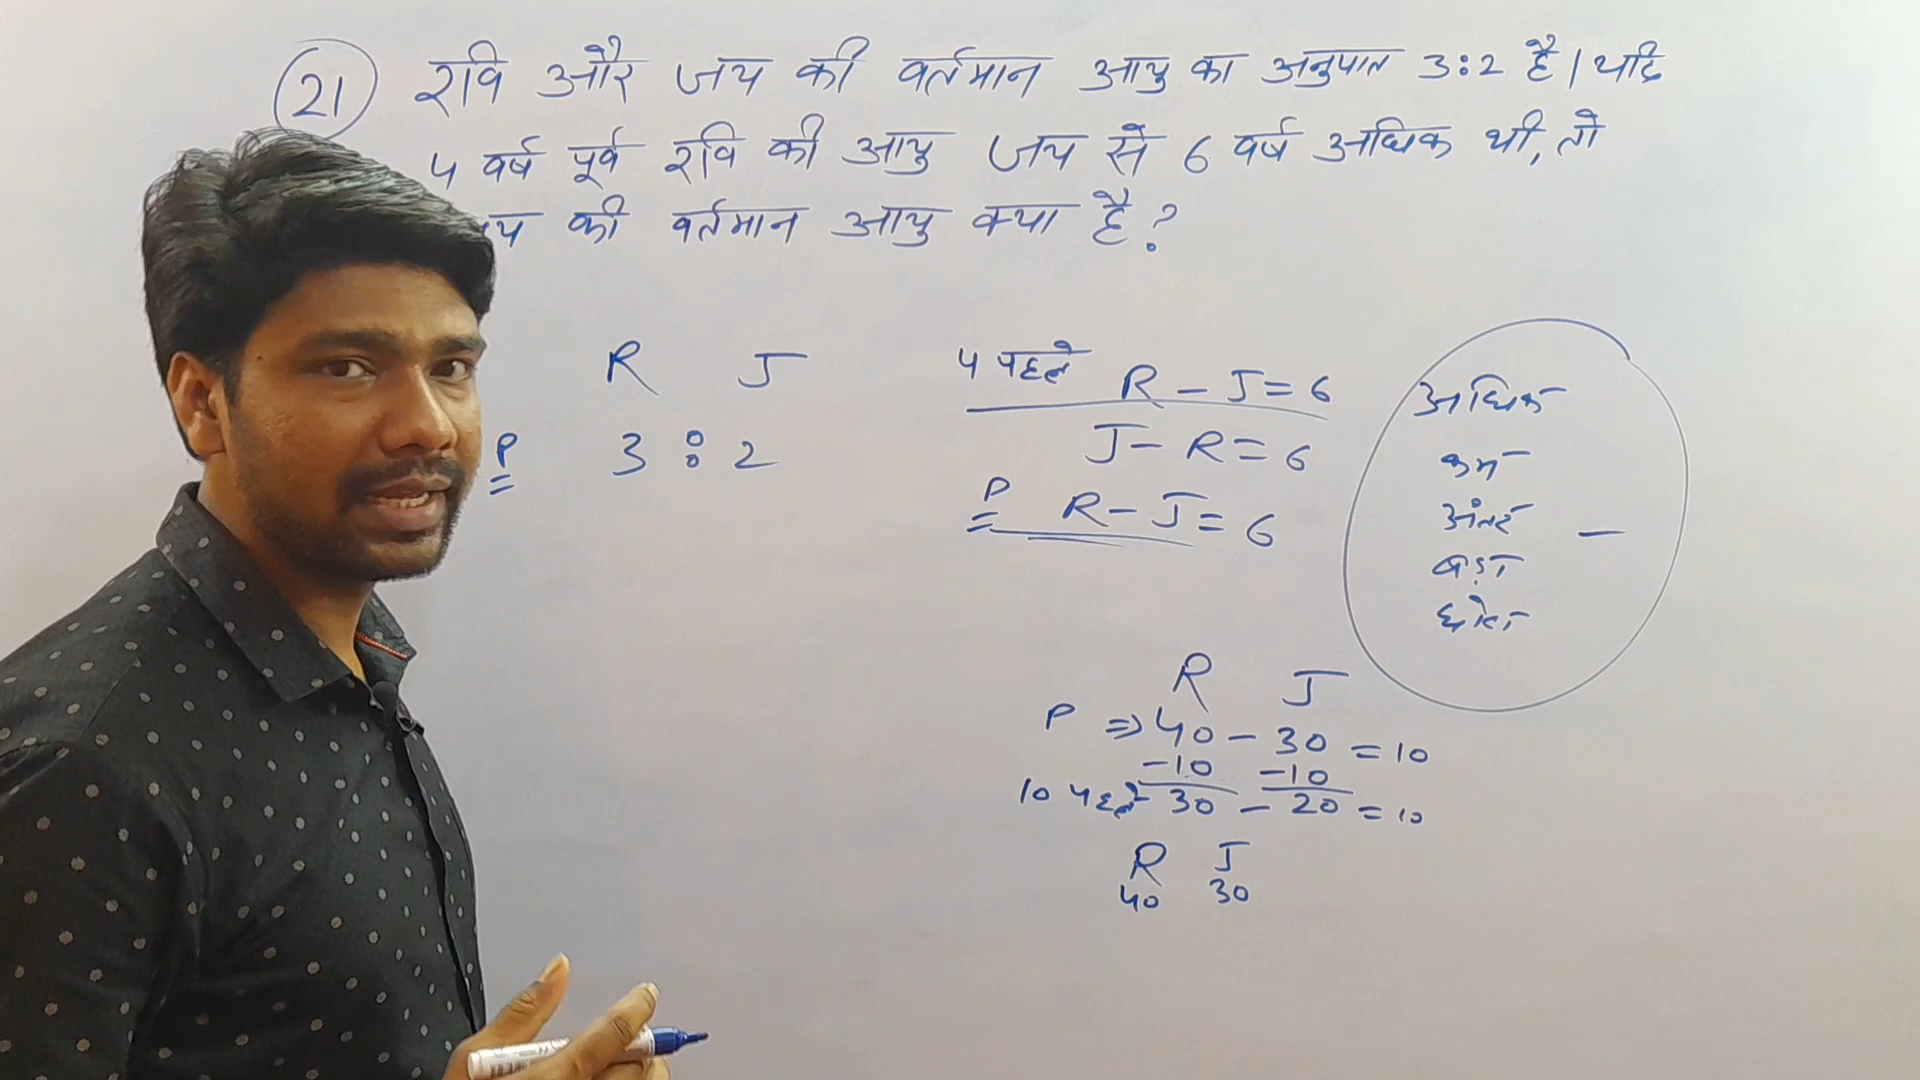 21 रवि और जय की वर्तमान आयु का अनुपात 3:2 है। यदि
4 वर्ष पूर्व रवि की आयु जय से 6 वर्ष अधिक थी, तो
य की वर्तमान आयु क्या है?
R J
P 3 : 2
4 पहले R - J = 6
J - R = 6
P R - J = 6
अधिक
कम
अंतर -
बड़ा
छोटा
R J
P ⇒ 40 - 30 = 10
-10 -10
10 पहले 30 - 20 = 10
R J
40 30